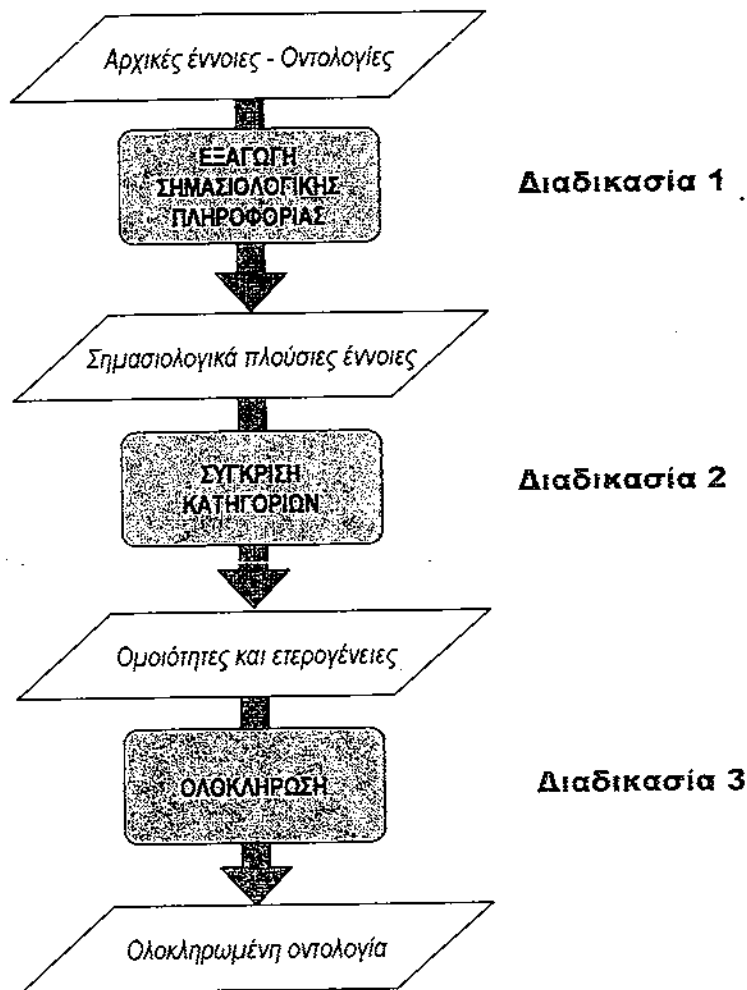 Αρχικές έννοιες - Οντολογίες
ΕΞΑΓΩΓΗ
ΣΗΜΑΣΙΟΛΟΓΙΚΗΣ
ΠΛΗΡΟΦΟΡΙΑΣ
Διαδικασία 1
Σημασιολογικά πλούσιες έννοιες
ΣΥΓΚΡΙΣΗ
ΚΑΤΗΓΟΡΙΩΝ
Διαδικασία 2
Ομοιότητες και ετερογένειες
ΟΛΟΚΛΗΡΩΣΗ
Διαδικασία 3
Ολοκληρωμένη οντολογία